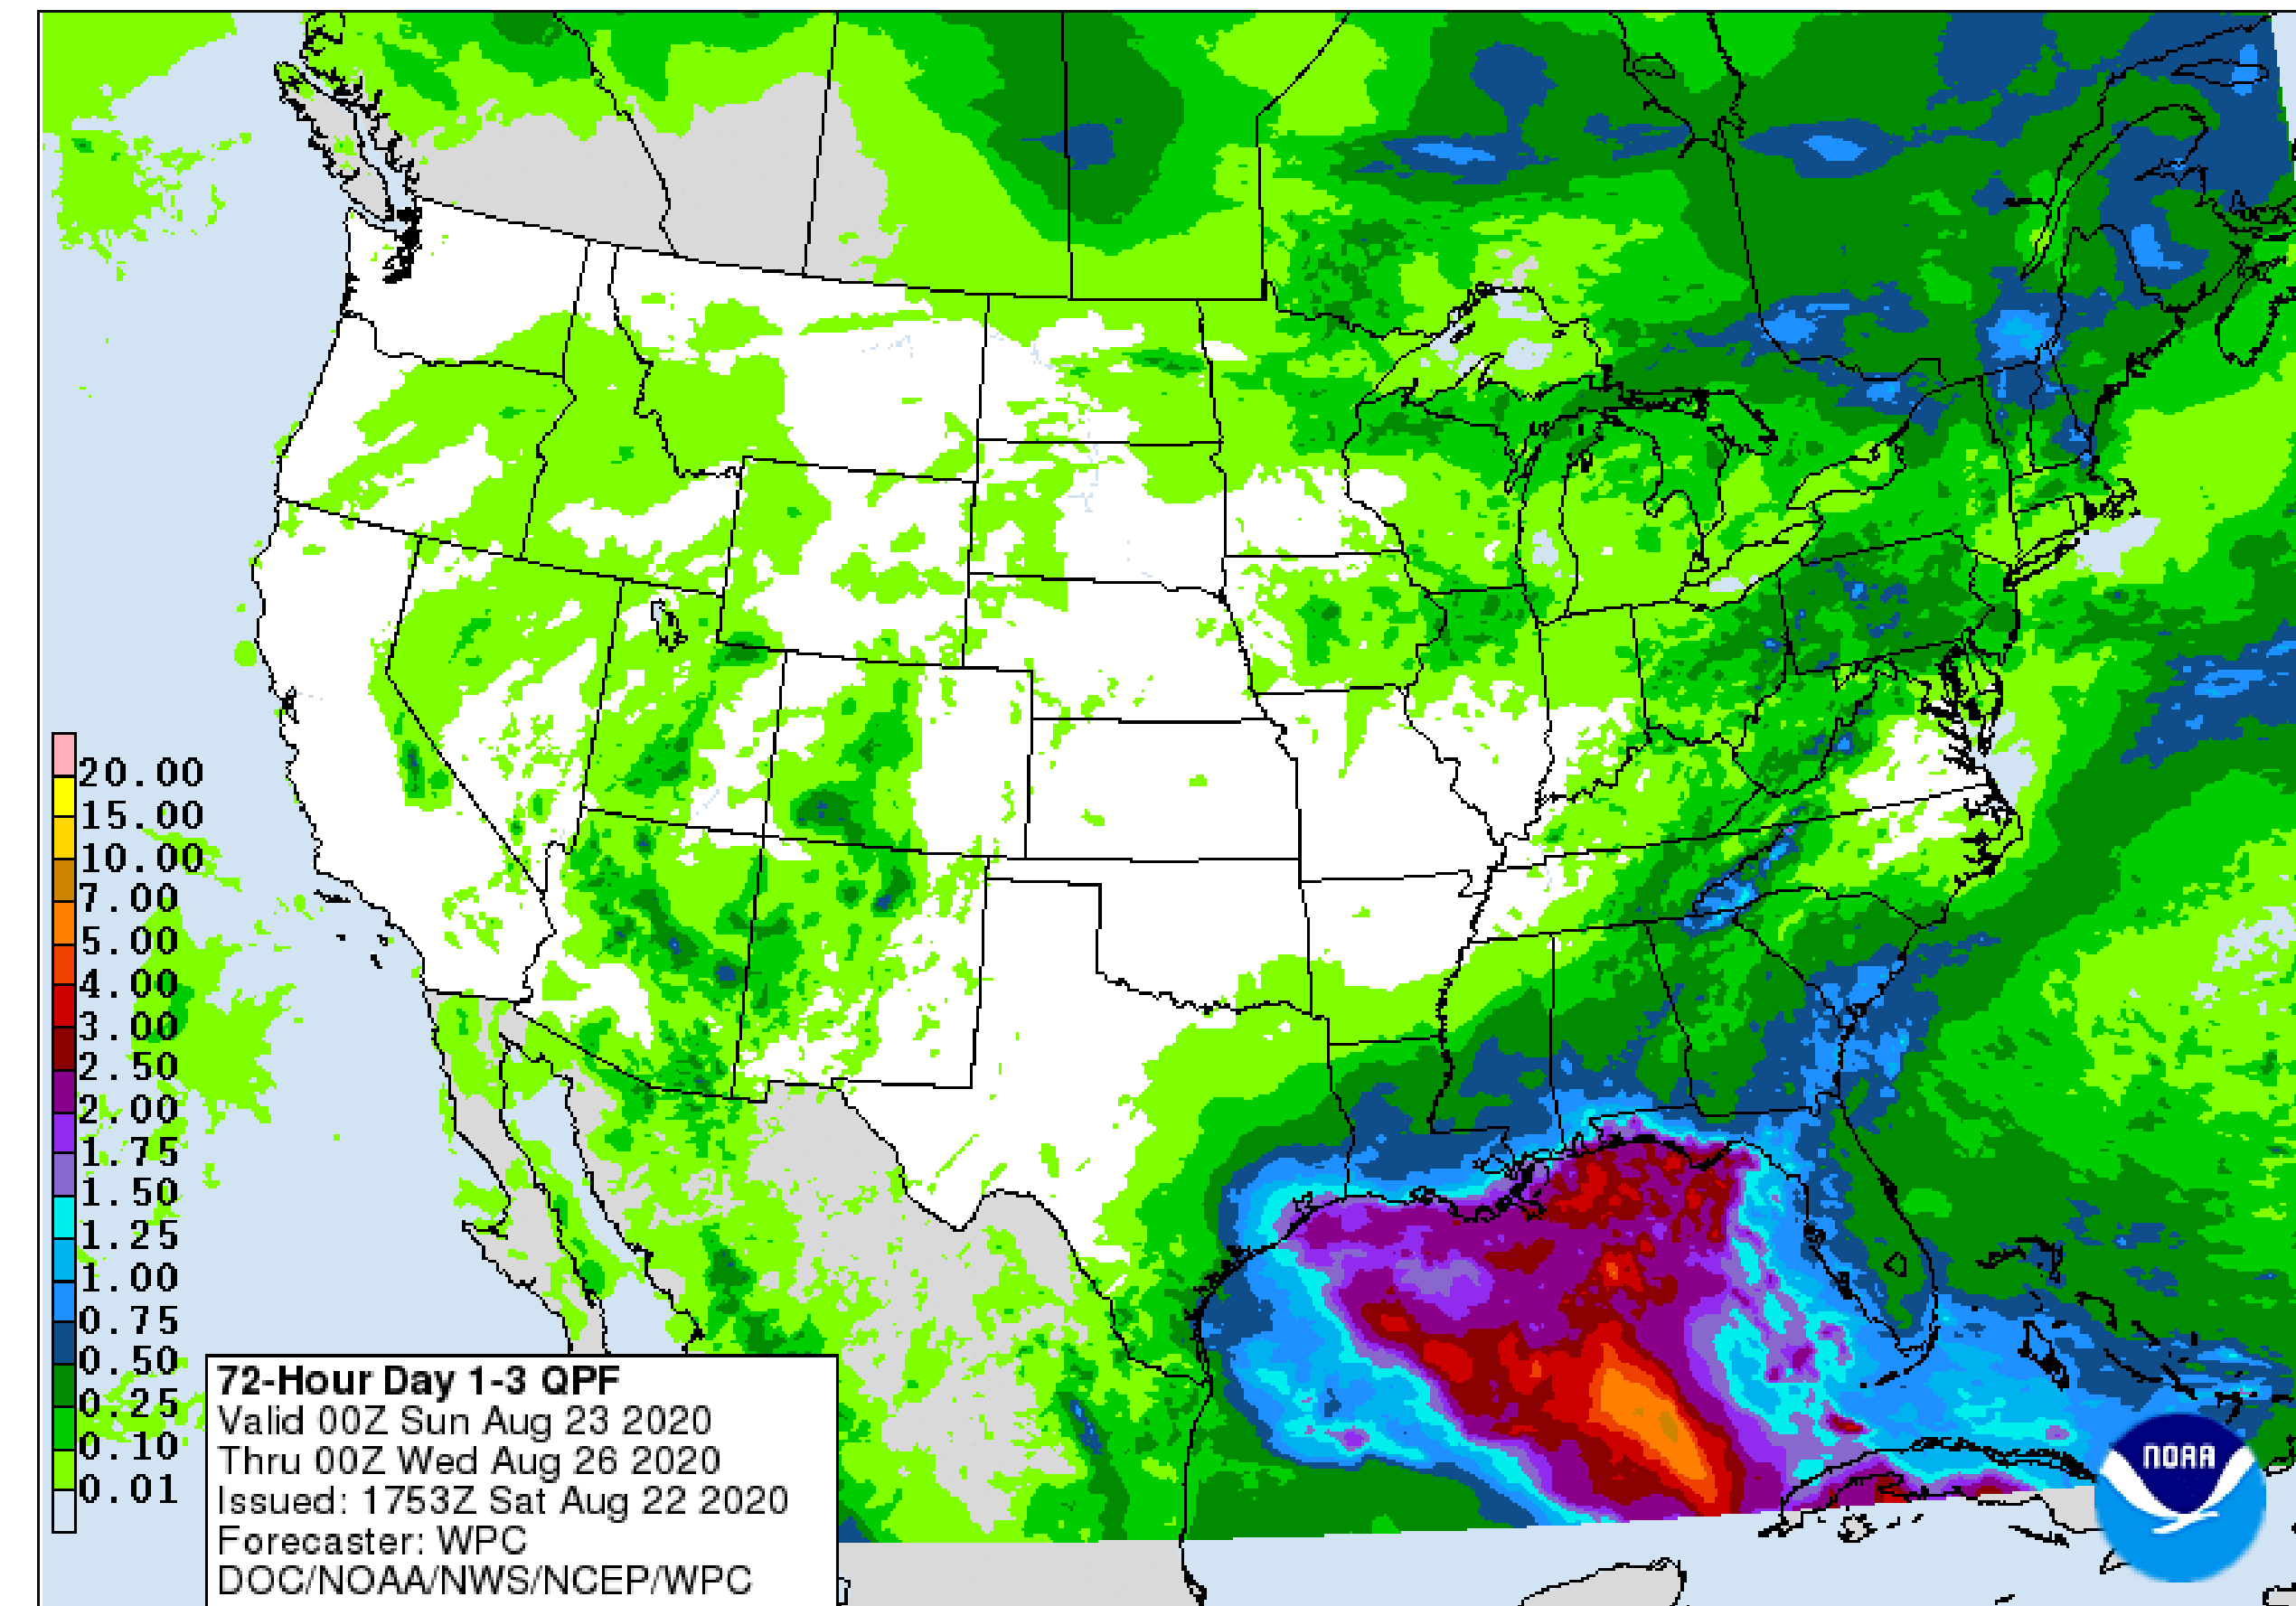 20.00
15.00
10.00
7.00
5.00
4.00
3.00
2.50
2.00
1.75
1.50
1.25
1.00
0.75
0.50
0.25
0.10
0.01
72-Hour Day 1-3 QPF
Valid 00Z Sun Aug 23 2020
Thru 00Z Wed Aug 26 2020
Issued: 1753Z Sat Aug 22 2020
Forecaster: WPC
DOC/NOAA/NWS/NCEP/WPC
NOAA